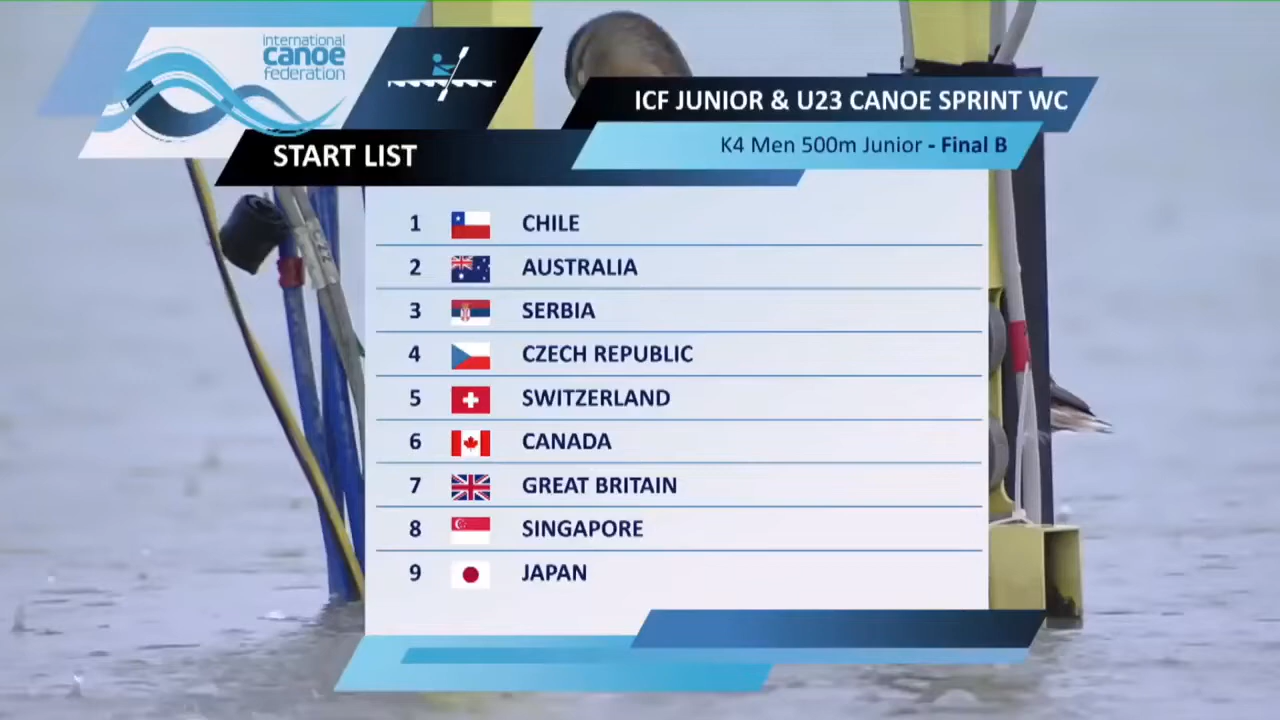 international
canoe
federation
ICF JUNIOR & U23 CANOE SPRINT WC
K4 Men 500m Junior - Final B
START LIST
1 CHILE
2 AUSTRALIA
3 SERBIA
4 CZECH REPUBLIC
5 SWITZERLAND
6 CANADA
7 GREAT BRITAIN
8 SINGAPORE
9 JAPAN